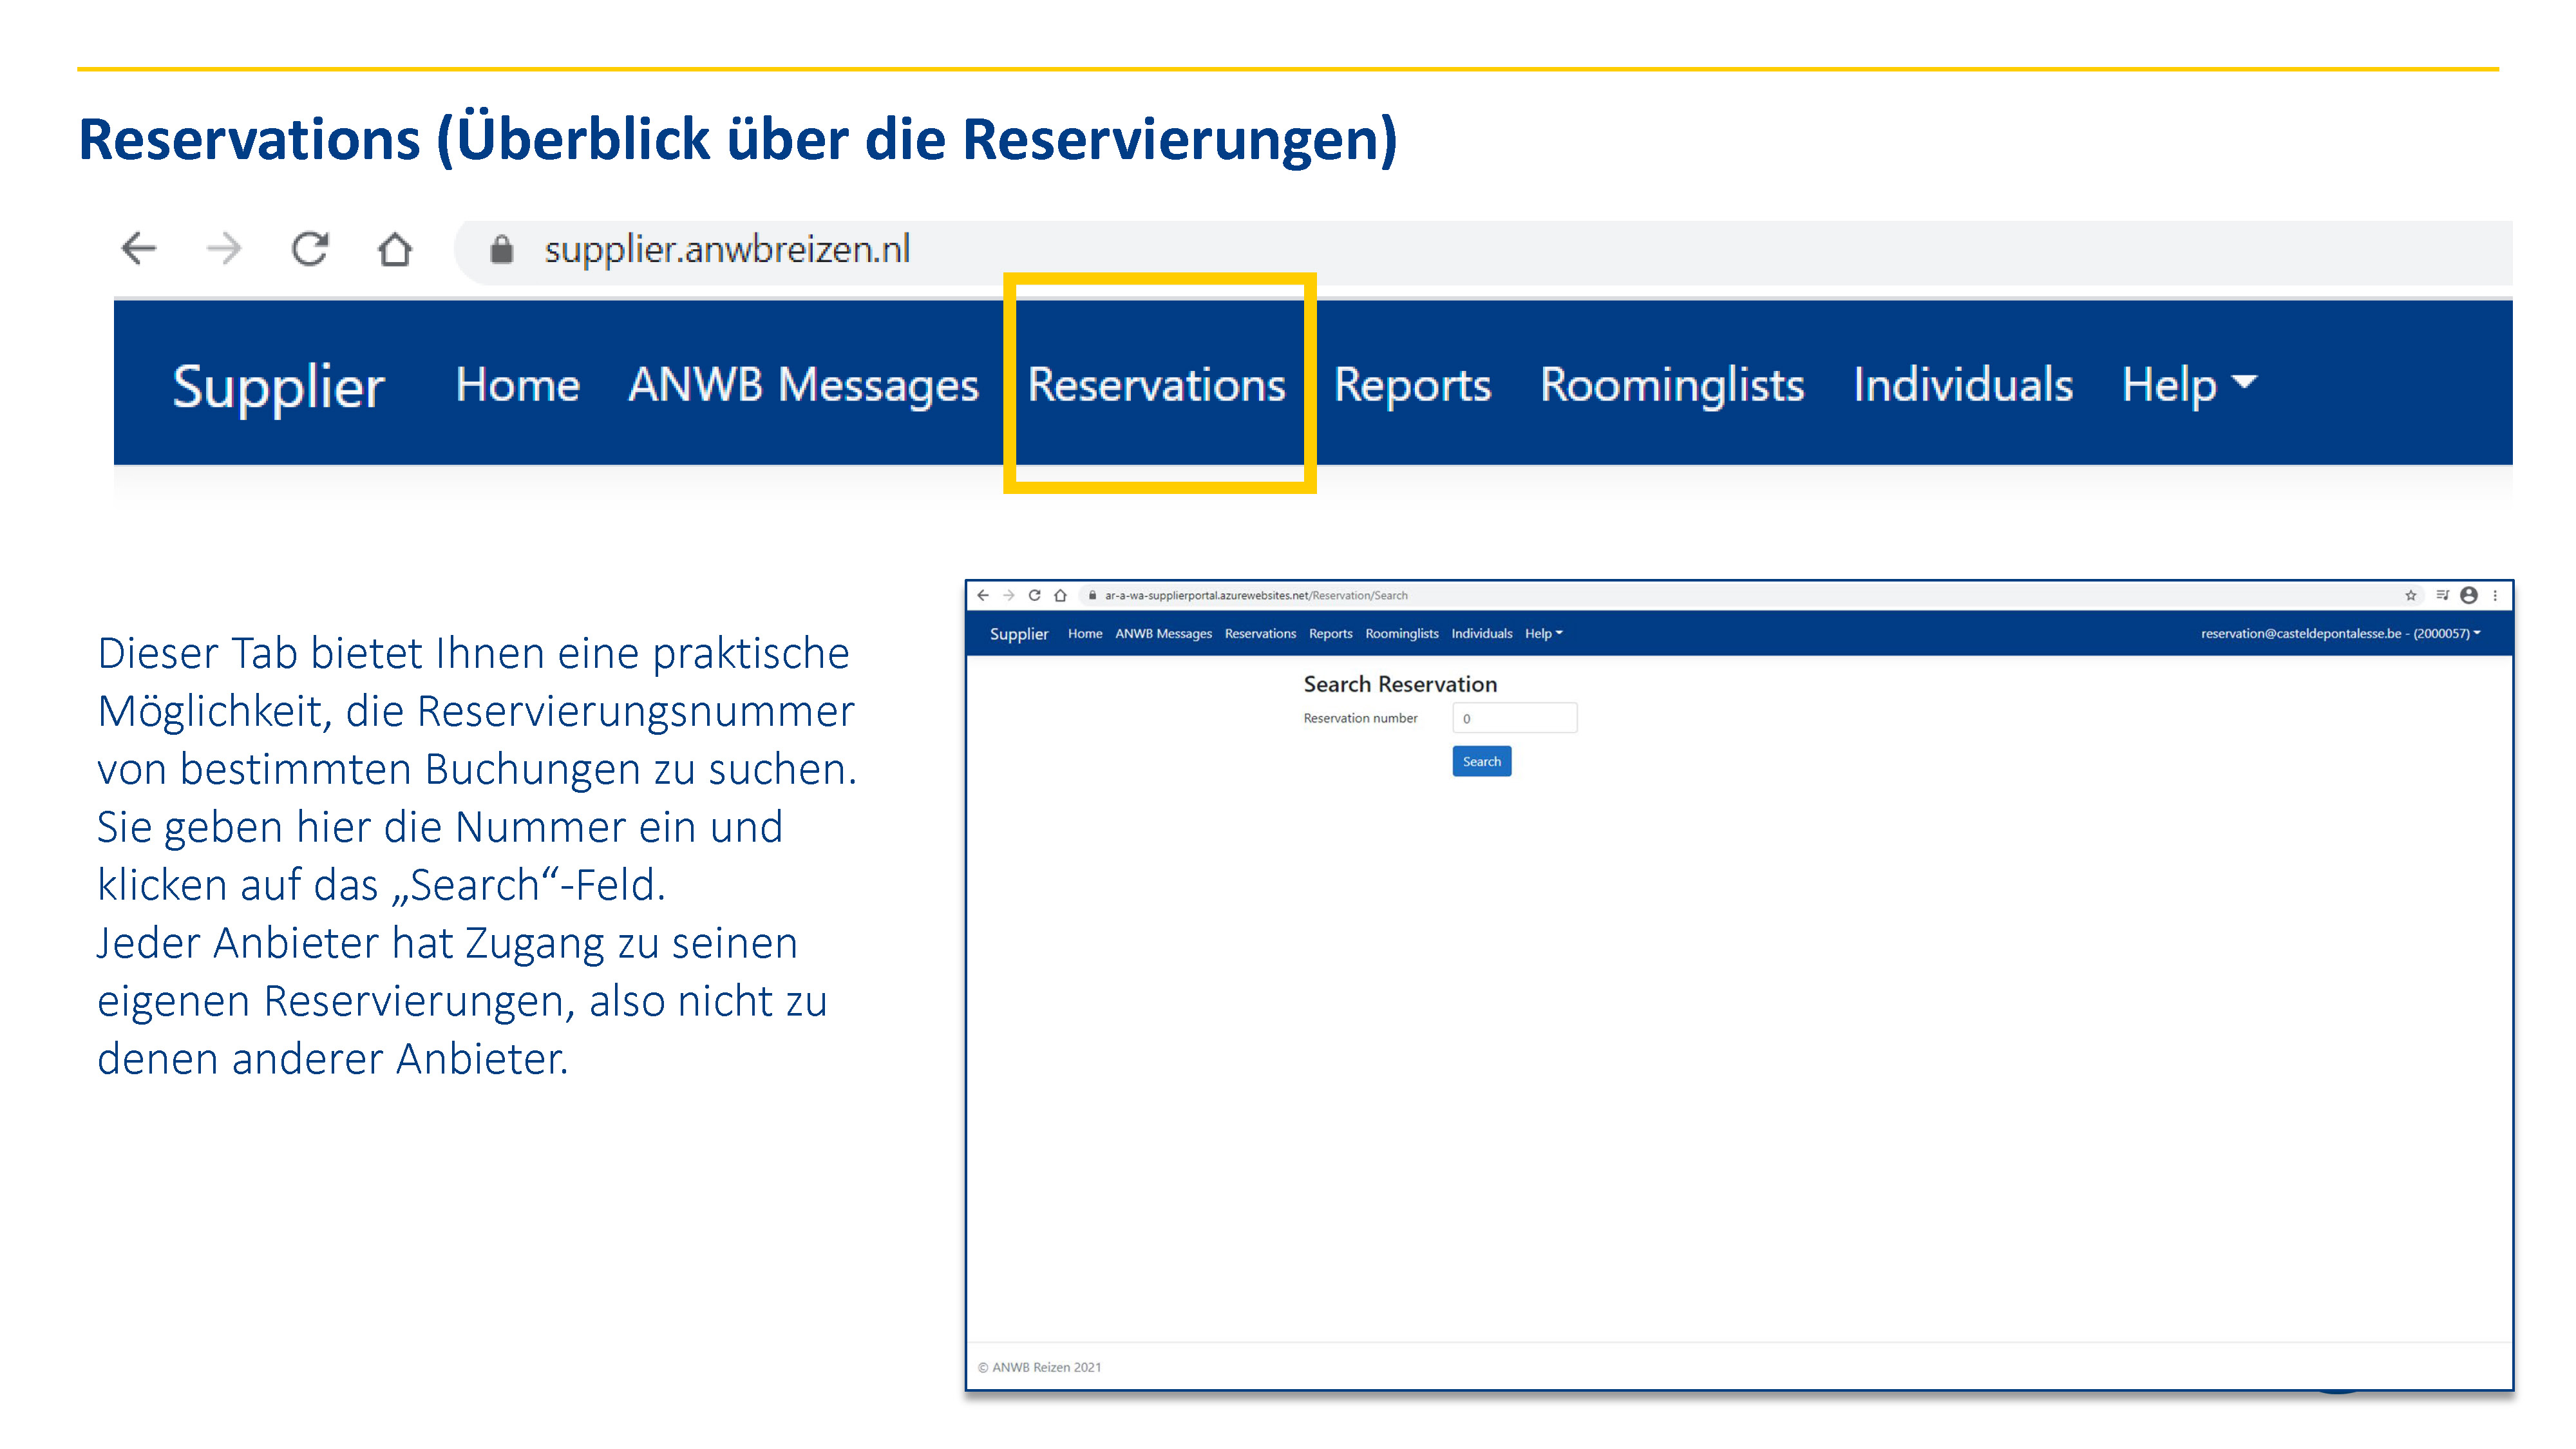 Reservations (Überblick über die Reservierungen)
supplier.anwbreizen.nl
Supplier Home ANWB Messages Reservations Reports Roominglists Individuals Help
Dieser Tab bietet Ihnen eine praktische
Möglichkeit, die Reservierungsnummer
von bestimmten Buchungen zu suchen.
Sie geben hier die Nummer ein und
klicken auf das „Search“-Feld.
Jeder Anbieter hat Zugang zu seinen
eigenen Reservierungen, also nicht zu
denen anderer Anbieter.
ar-a-wa-supplierportal.azurewebsites.net/Reservation/Search
Supplier Home ANWB Messages Reservations Reports Roominglists Individuals Help reservation@casteldepontalesse.be - (2000057)
Search Reservation
Reservation number 0
Search
© ANWB Reizen 2021